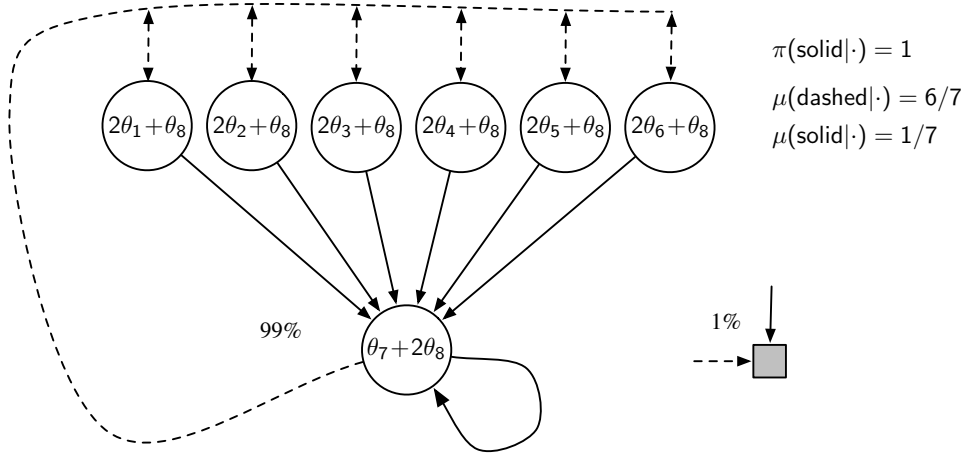 π(solid|·) = 1
μ(dashed|·) = 6/7
μ(solid|·) = 1/7
2θ₁+θ₈ 2θ₂+θ₈ 2θ₃+θ₈ 2θ₄+θ₈ 2θ₅+θ₈ 2θ₆+θ₈
99%
1%
θ₇+2θ₈